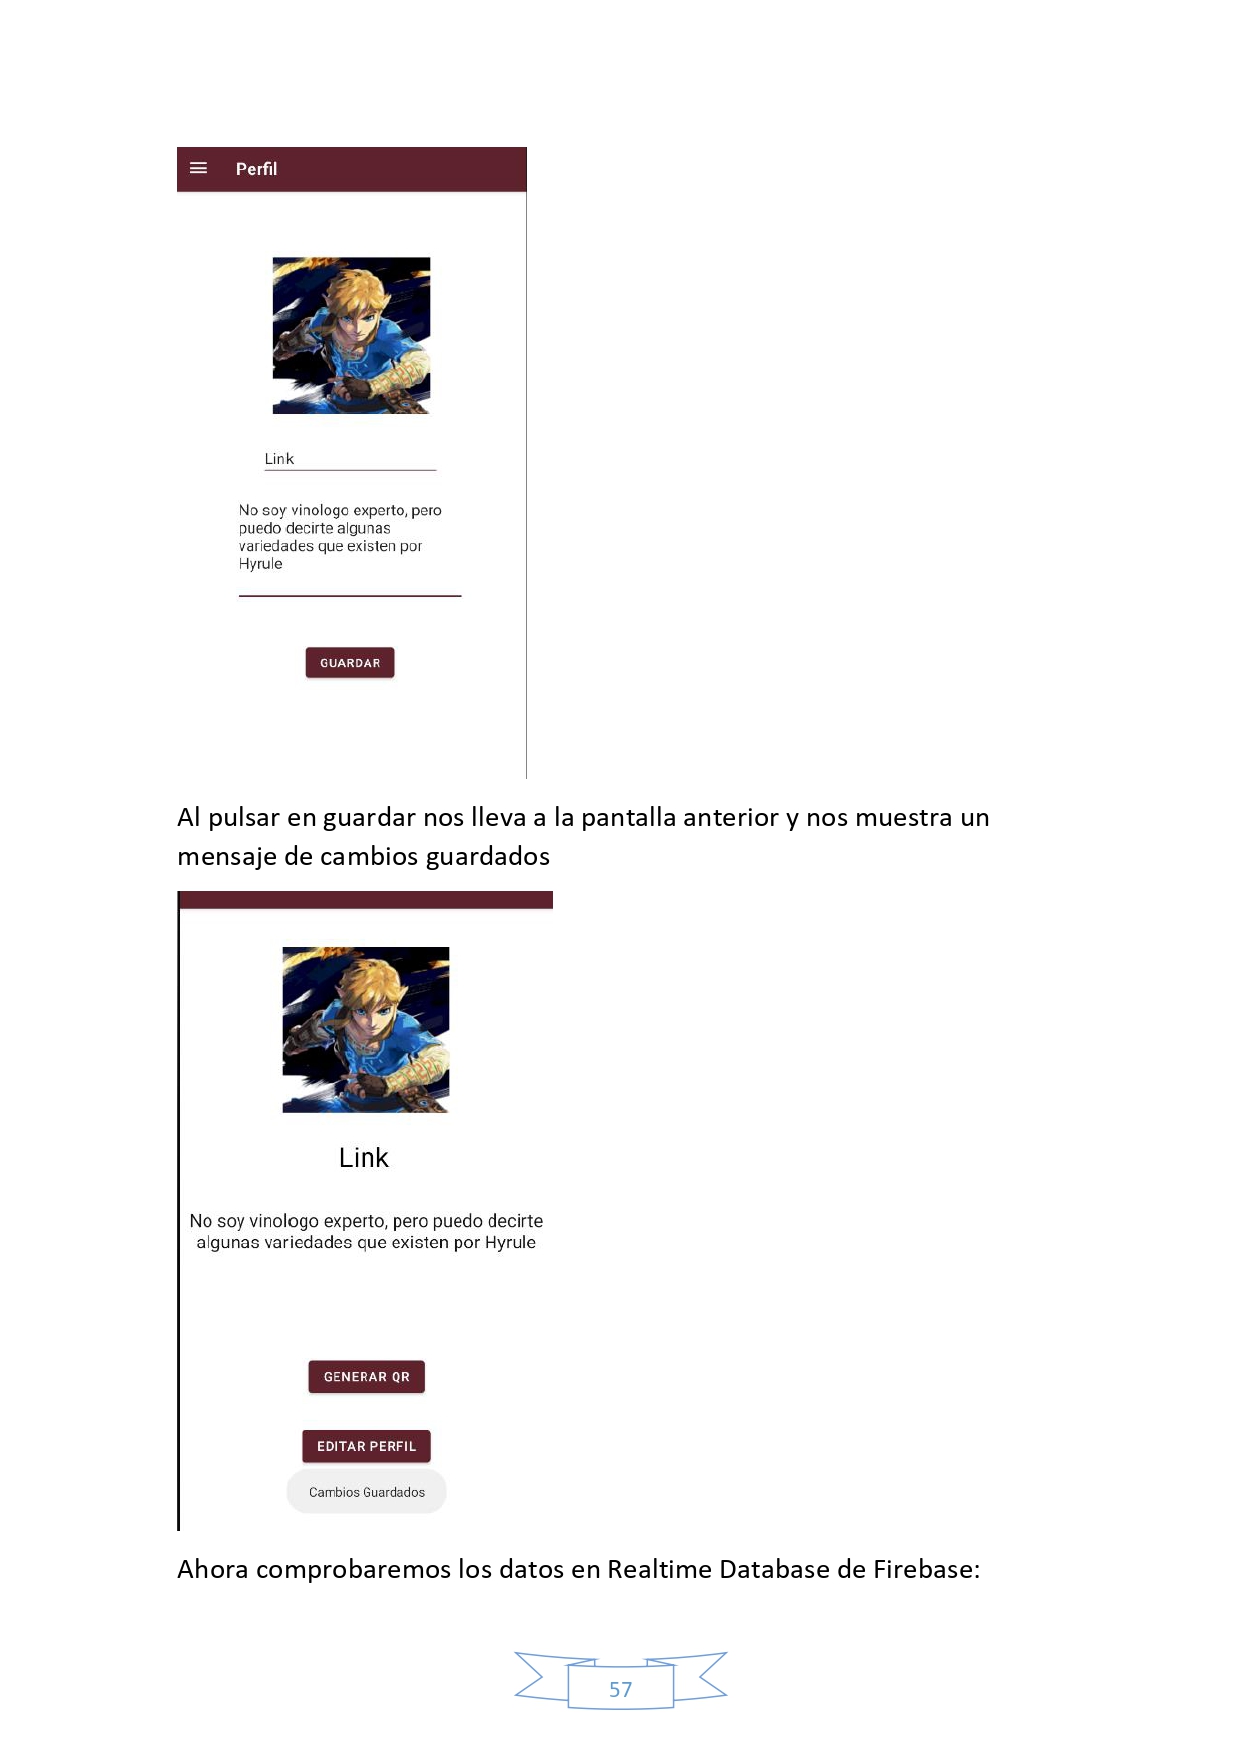 Perfil
Link
No soy vinologo experto, pero
puedo decirte algunas
variedades que existen por
Hyrule
GUARDAR
Al pulsar en guardar nos lleva a la pantalla anterior y nos muestra un
mensaje de cambios guardados
Link
No soy vinologo experto, pero puedo decirte
algunas variedades que existen por Hyrule
GENERAR QR
EDITAR PERFIL
Cambios Guardados
Ahora comprobaremos los datos en Realtime Database de Firebase:
57